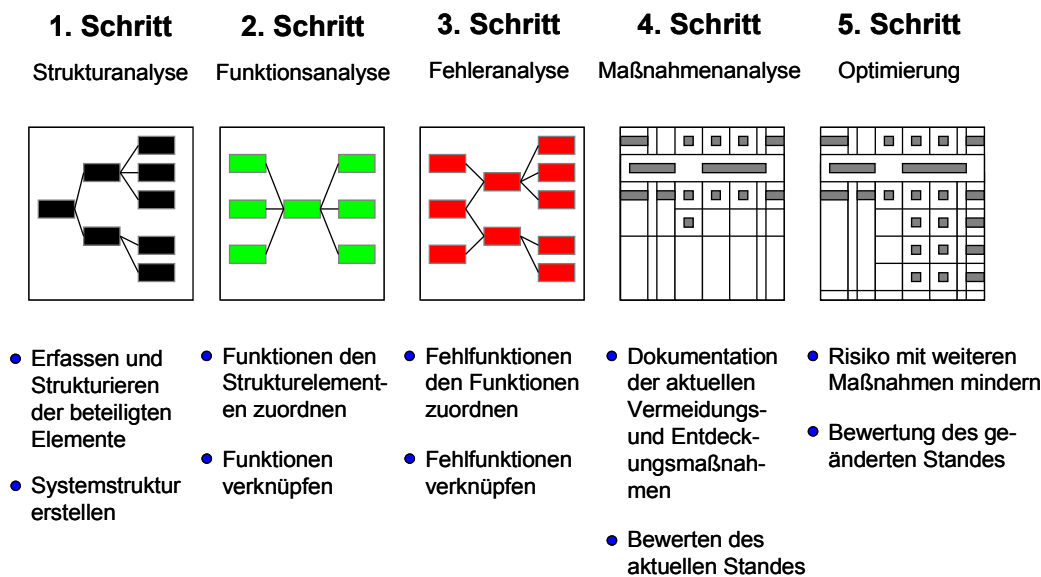 1. Schritt
Strukturanalyse
2. Schritt
Funktionsanalyse
3. Schritt
Fehleranalyse
4. Schritt
Maßnahmenanalyse
5. Schritt
Optimierung
Erfassen und
Strukturieren
der beteiligten
Elemente
Systemstruktur
erstellen
Funktionen den
Strukturelement-
en zuordnen
Funktionen
verknüpfen
Fehlfunktionen
den Funktionen
zuordnen
Fehlfunktionen
verknüpfen
Dokumentation
der aktuellen
Vermeidungs-
und Entdeck-
ungsmaßnah-
men
Bewerten des
aktuellen Standes
Risiko mit weiteren
Maßnahmen mindern
Bewertung des ge-
änderten Standes